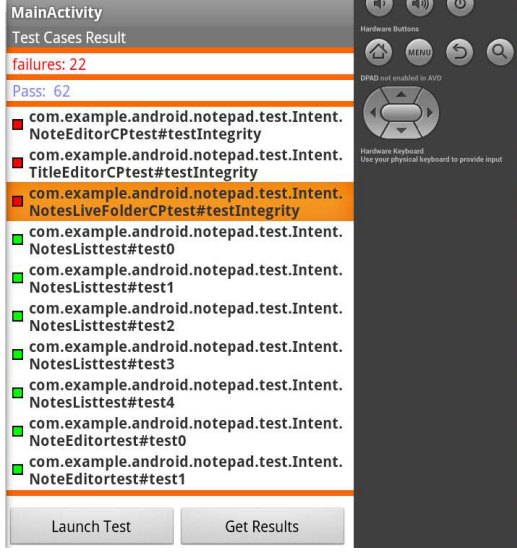 MainActivity
Test Cases Result
failures: 22
Pass: 62
com.example.android.notepad.test.Intent.
NoteEditorCPtest#testIntegrity
com.example.android.notepad.test.Intent.
TitleEditorCPtest#testIntegrity
com.example.android.notepad.test.Intent.
NotesLiveFolderCPtest#testIntegrity
com.example.android.notepad.test.Intent.
NotesListtest#test0
com.example.android.notepad.test.Intent.
NotesListtest#test1
com.example.android.notepad.test.Intent.
NotesListtest#test2
com.example.android.notepad.test.Intent.
NotesListtest#test3
com.example.android.notepad.test.Intent.
NotesListtest#test4
com.example.android.notepad.test.Intent.
NoteEditortest#test0
com.example.android.notepad.test.Intent.
NoteEditortest#test1
Launch Test
Get Results
Hardware Buttons
MENU
DPAD not enabled in AVD
Hardware Keyboard
Use your physical keyboard to provide input